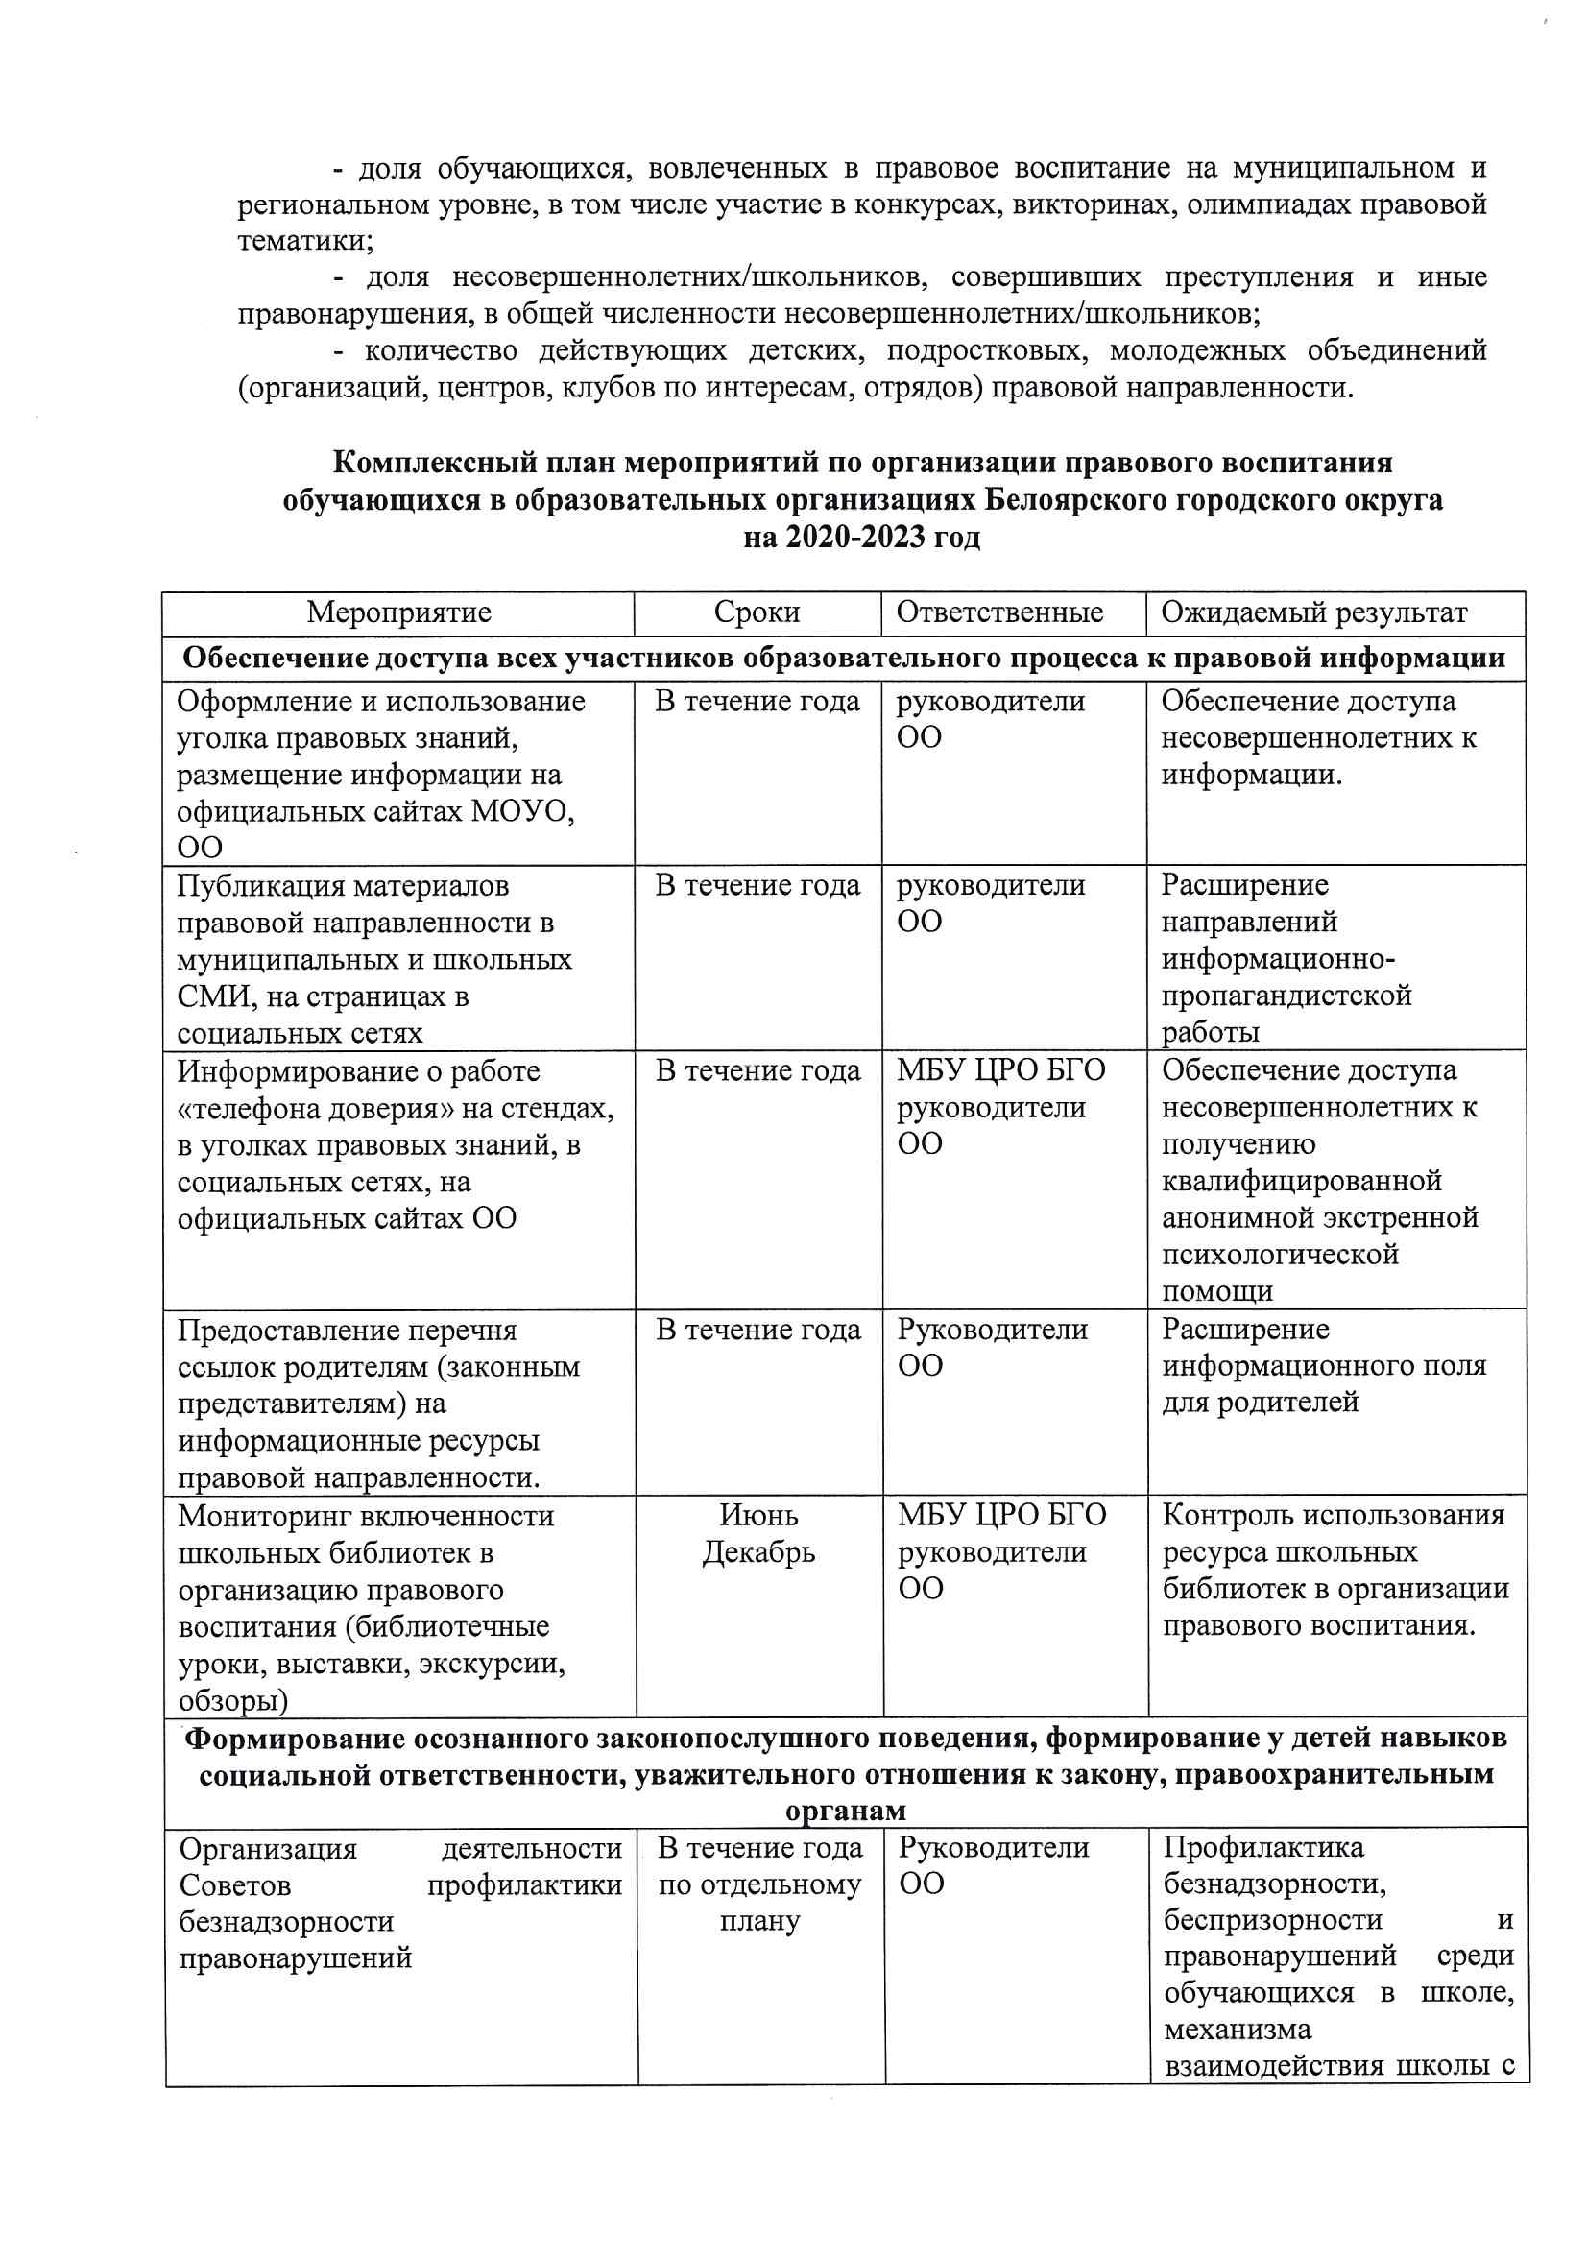 - доля обучающихся, вовлеченных в правовое воспитание на муниципальном и
региональном уровне, в том числе участие в конкурсах, викторинах, олимпиадах правовой
тематики;
- доля несовершеннолетних/школьников, совершивших преступления и иные
правонарушения, в общей численности несовершеннолетних/школьников;
- количество действующих детских, подростковых, молодежных объединений
(организаций, центров, клубов по интересам, отрядов) правовой направленности.
Комплексный план мероприятий по организации правового воспитания
обучающихся в образовательных организациях Белоярского городского округа
на 2020-2023 год
Мероприятие
Сроки
Ответственные
Ожидаемый результат
Обеспечение доступа всех участников образовательного процесса к правовой информации
Оформление и использование
уголка правовых знаний,
размещение информации на
официальных сайтах МОУО,
ОО
В течение года
руководители
ОО
Обеспечение доступа
несовершеннолетних к
информации.
Публикация материалов
правовой направленности в
муниципальных и школьных
СМИ, на страницах в
социальных сетях
В течение года
руководители
ОО
Расширение
направлений
информационно-
пропагандистской
работы
Информирование о работе
«телефона доверия» на стендах,
в уголках правовых знаний, в
социальных сетях, на
официальных сайтах ОО
В течение года
МБУ ЦРО БГО
руководители
ОО
Обеспечение доступа
несовершеннолетних к
получению
квалифицированной
анонимной экстренной
психологической
помощи
Предоставление перечня
ссылок родителям (законным
представителям) на
информационные ресурсы
правовой направленности.
В течение года
Руководители
ОО
Расширение
информационного поля
для родителей
Мониторинг включенности
школьных библиотек в
организацию правового
воспитания (библиотечные
уроки, выставки, экскурсии,
обзоры)
Июнь
Декабрь
МБУ ЦРО БГО
руководители
ОО
Контроль использования
ресурса школьных
библиотек в организации
правового воспитания.
Формирование осознанного законопослушного поведения, формирование у детей навыков
социальной ответственности, уважительного отношения к закону, правоохранительным
органам
Организация деятельности
Советов профилактики
безнадзорности
правонарушений
В течение года
по отдельному
плану
Руководители
ОО
Профилактика
безнадзорности,
беспризорности и
правонарушений среди
обучающихся в школе,
механизма
взаимодействия школы с